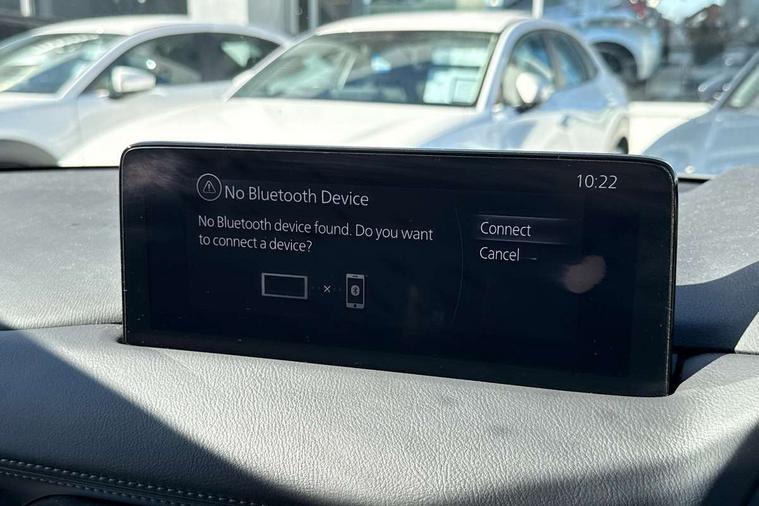 No Bluetooth Device
10:22
No Bluetooth device found. Do you want
to connect a device?
Connect
Cancel